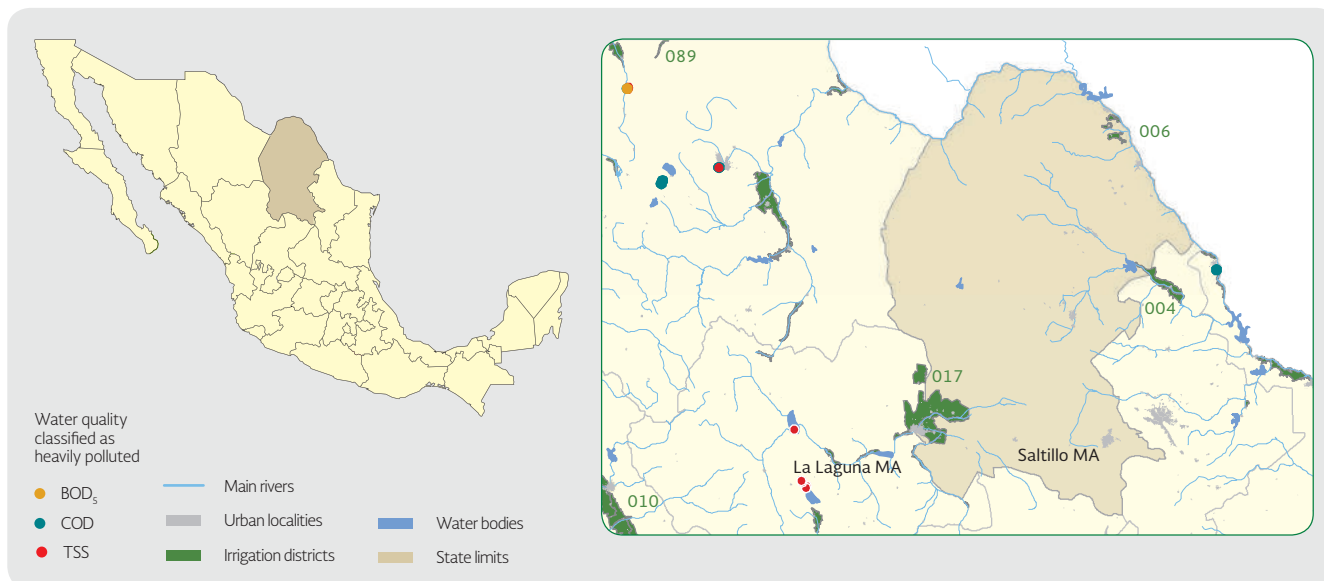 Water quality
classified as
heavily polluted
BOD₅
COD
TSS
Main rivers
Urban localities
Irrigation districts
Water bodies
State limits
089
006
004
017
La Laguna MA
Saltillo MA
010